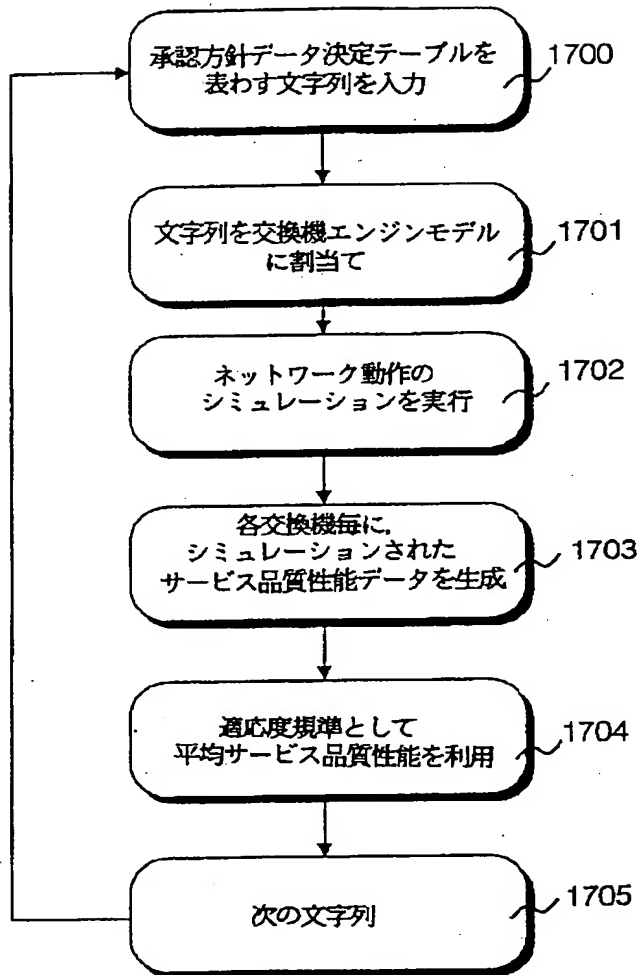 承認方針データ決定テーブルを
表わす文字列を入力
1700
文字列を交換機エンジンモデル
に割当て
1701
ネットワーク動作の
シミュレーションを実行
1702
各交換機毎に,
シミュレーションされた
サービス品質性能データを生成
1703
適応度規準として
平均サービス品質性能を利用
1704
次の文字列
1705